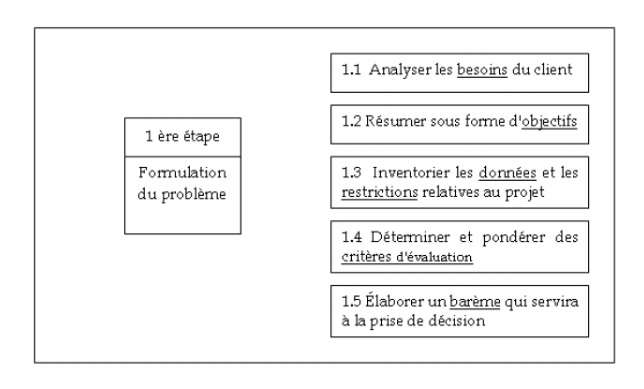 1.1 Analyser les besoins du client
1.2 Résumer sous forme d'objectifs
1 ère étape
Formulation
du problème
1.3 Inventorier les données et les
restrictions relatives au projet
1.4 Déterminer et pondérer des
critères d'évaluation
1.5 Élaborer un barème qui servira
à la prise de décision